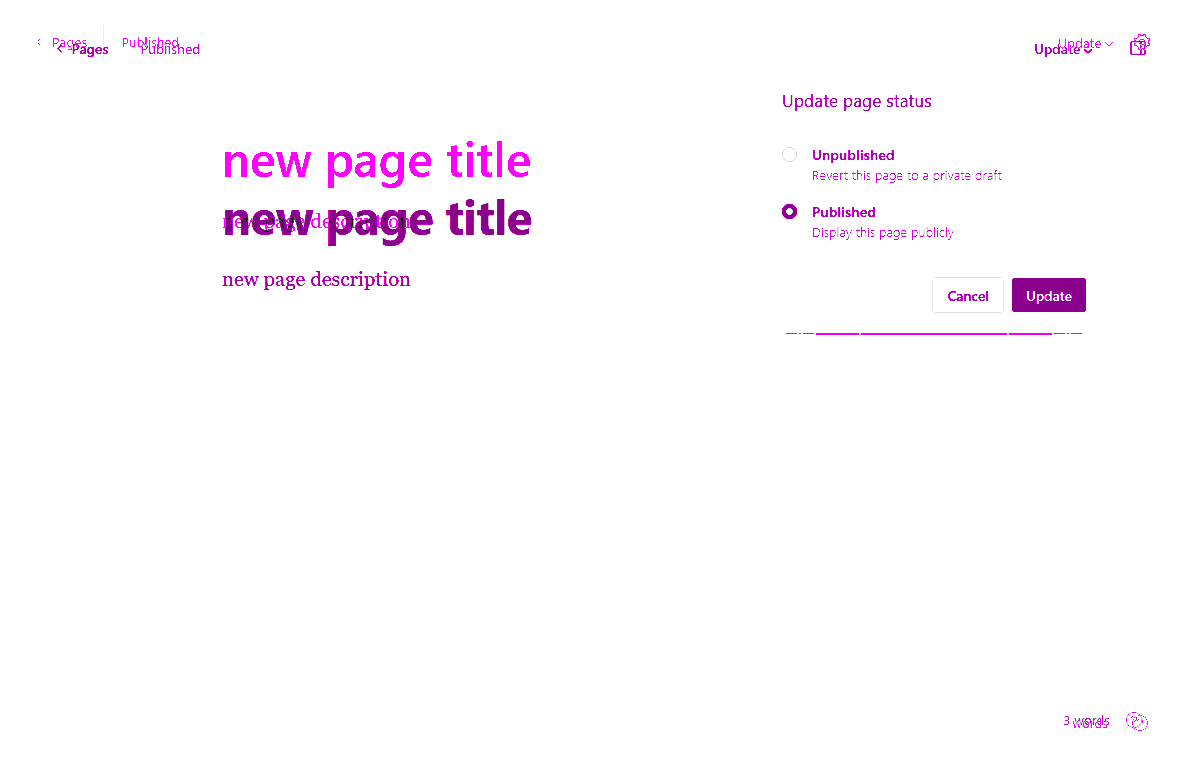 Pages Published Update
Pages Published Update
Update page status
new page title
Unpublished
Revert this page to a private draft
new page title
new page description
Published
Display this page publicly
new page description
Cancel Update
3 words
words